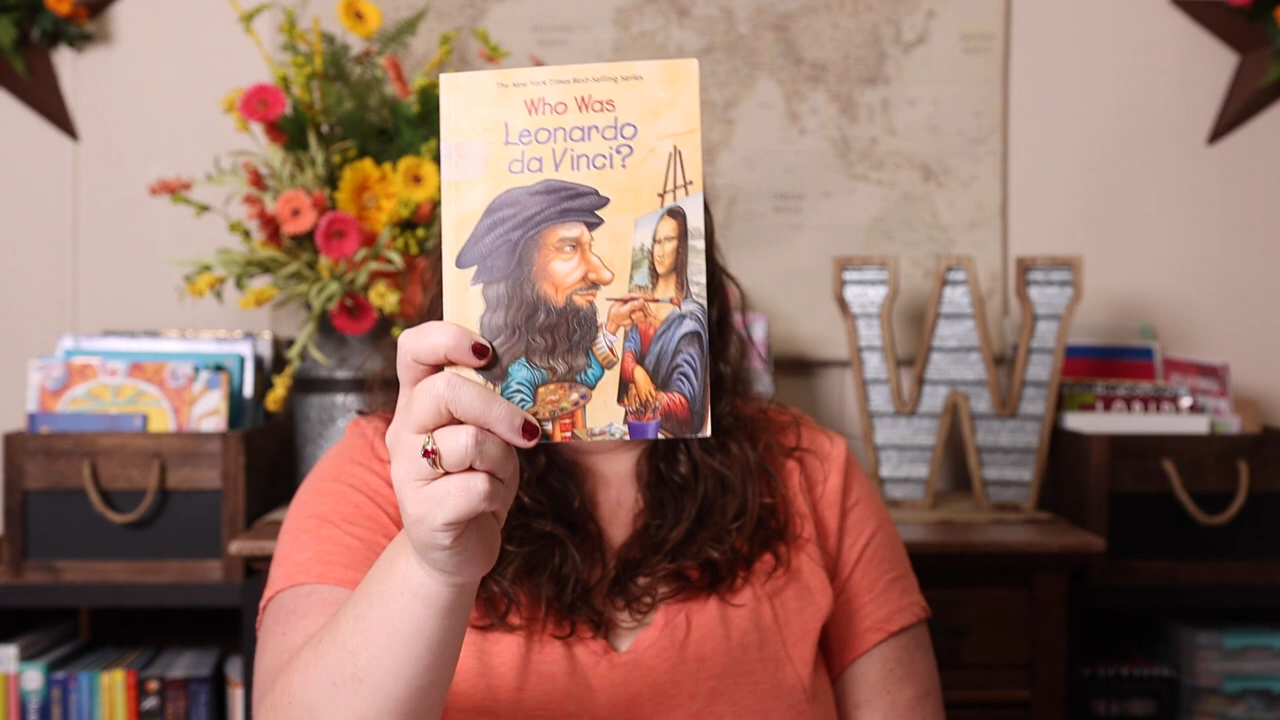 The New York Times Best-Selling Series
Who Was
Leonardo
da Vinci?
W